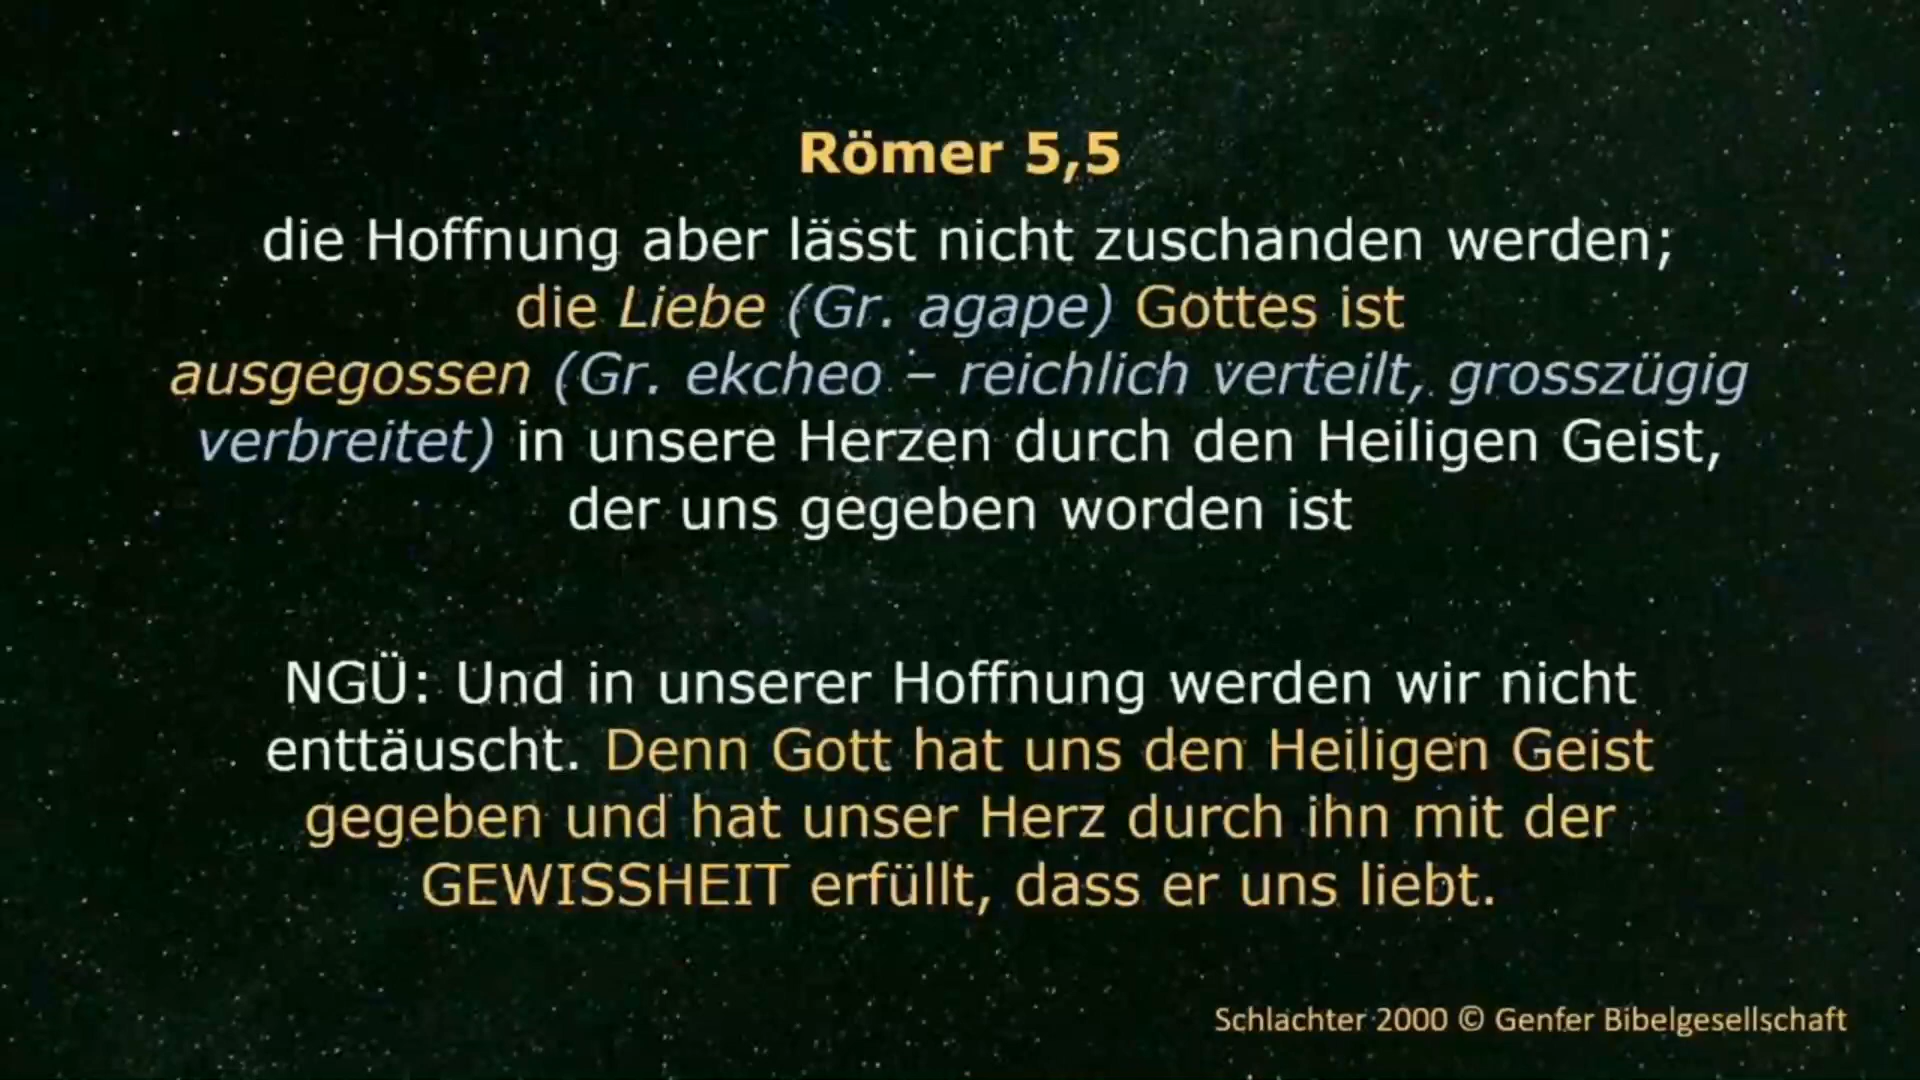 Römer 5,5
die Hoffnung aber lässt nicht zuschanden werden;
die Liebe (Gr. agape) Gottes ist
ausgegossen (Gr. ekcheo – reichlich verteilt, grosszügig
verbreitet) in unsere Herzen durch den Heiligen Geist,
der uns gegeben worden ist
NGÜ: Und in unserer Hoffnung werden wir nicht
enttäuscht. Denn Gott hat uns den Heiligen Geist
gegeben und hat unser Herz durch ihn mit der
GEWISSHEIT erfüllt, dass er uns liebt.
Schlachter 2000 © Genfer Bibelgesellschaft